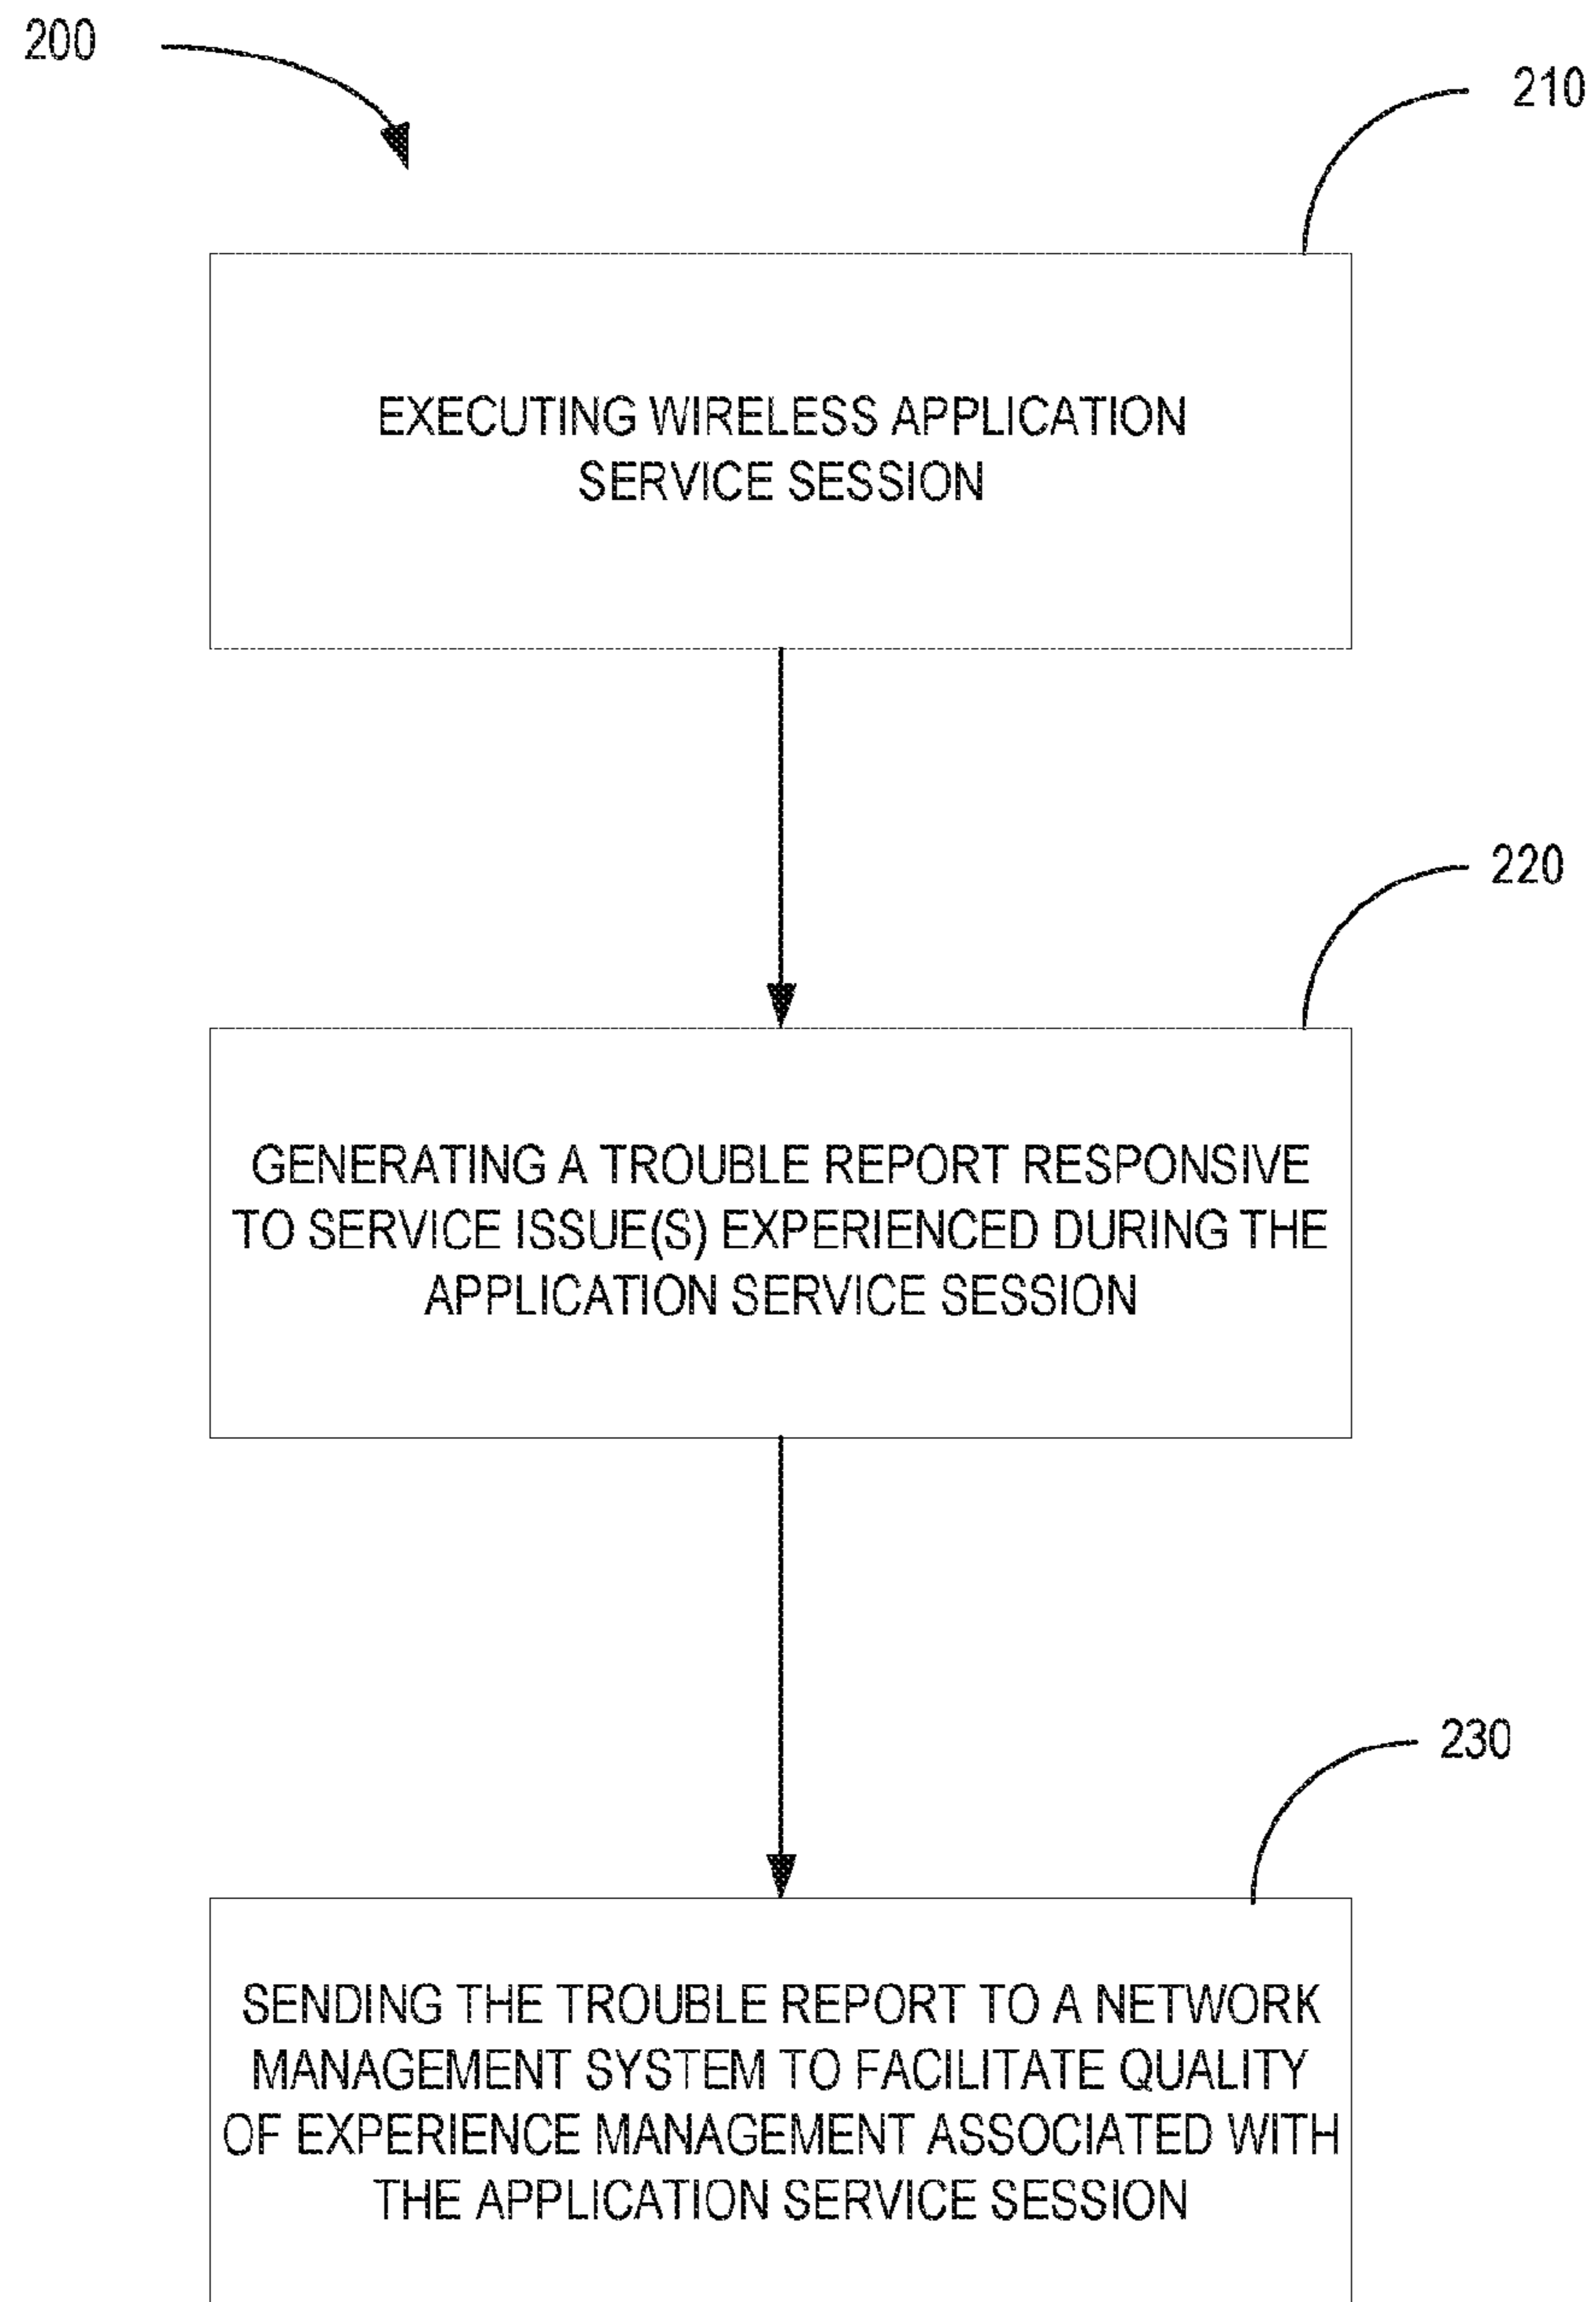 200
210
EXECUTING WIRELESS APPLICATION
SERVICE SESSION
220
GENERATING A TROUBLE REPORT RESPONSIVE
TO SERVICE ISSUE(S) EXPERIENCED DURING THE
APPLICATION SERVICE SESSION
230
SENDING THE TROUBLE REPORT TO A NETWORK
MANAGEMENT SYSTEM TO FACILITATE QUALITY
OF EXPERIENCE MANAGEMENT ASSOCIATED WITH
THE APPLICATION SERVICE SESSION